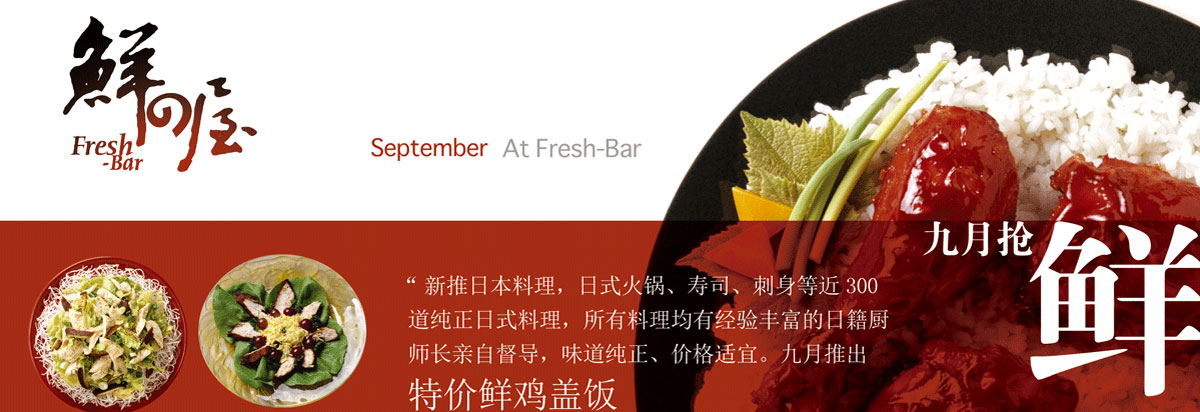 鮮の屋
Fresh
-Bar
September At Fresh-Bar
九月抢鲜
“ 新推日本料理，日式火锅、寿司、刺身等近 300
道纯正日式料理，所有料理均有经验丰富的日籍厨
师长亲自督导，味道纯正、价格适宜。九月推出
特价鲜鸡盖饭